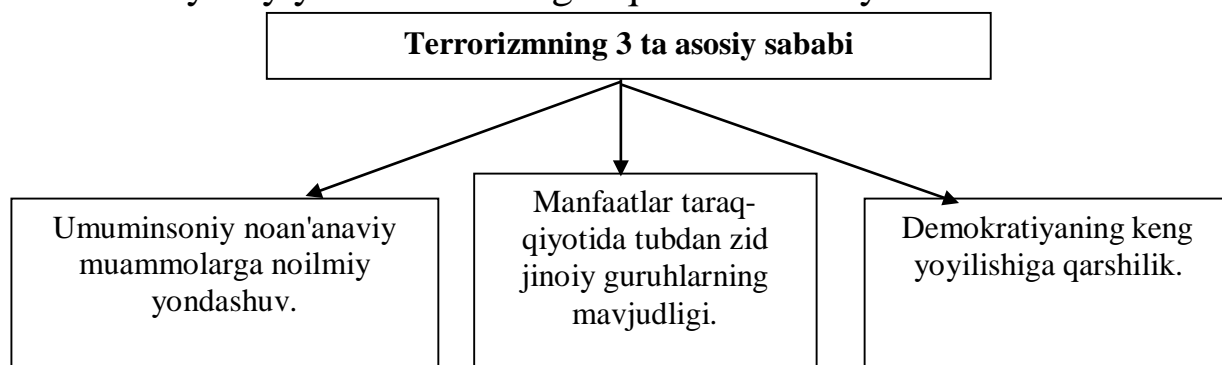 Terrorizmning 3 ta asosiy sababi
Umuminsoniy noan'anaviy
muammolarga noilmiy
yondashuv.
Manfaatlar taraq-
qiyotida tubdan zid
jinoiy guruhlarning
mavjudligi.
Demokratiyaning keng
yoyilishiga qarshilik.